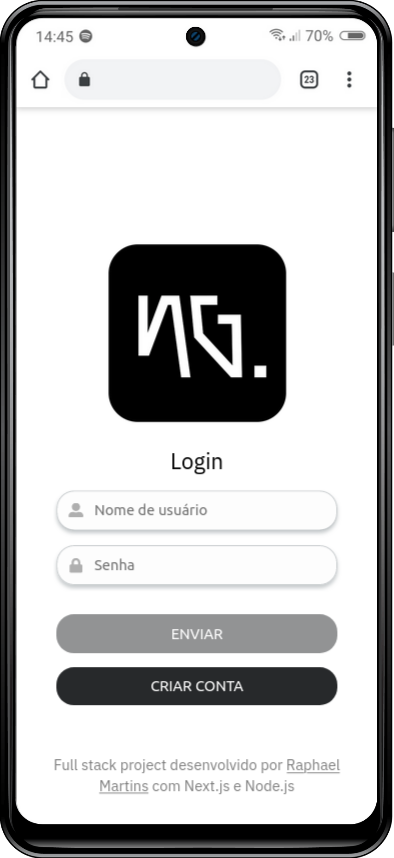 14:45
70%
23
NG.
Login
Nome de usuário
Senha
ENVIAR
CRIAR CONTA
Full stack project desenvolvido por Raphael
Martins com Next.js e Node.js